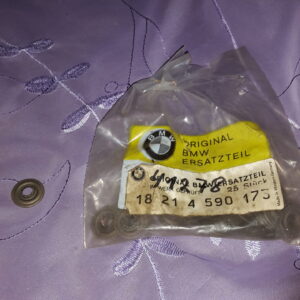 ORIGINAL
BMW
ERSATZTEIL
BMW ERSATZTEIL
25 Stück
18 21 4 590 173